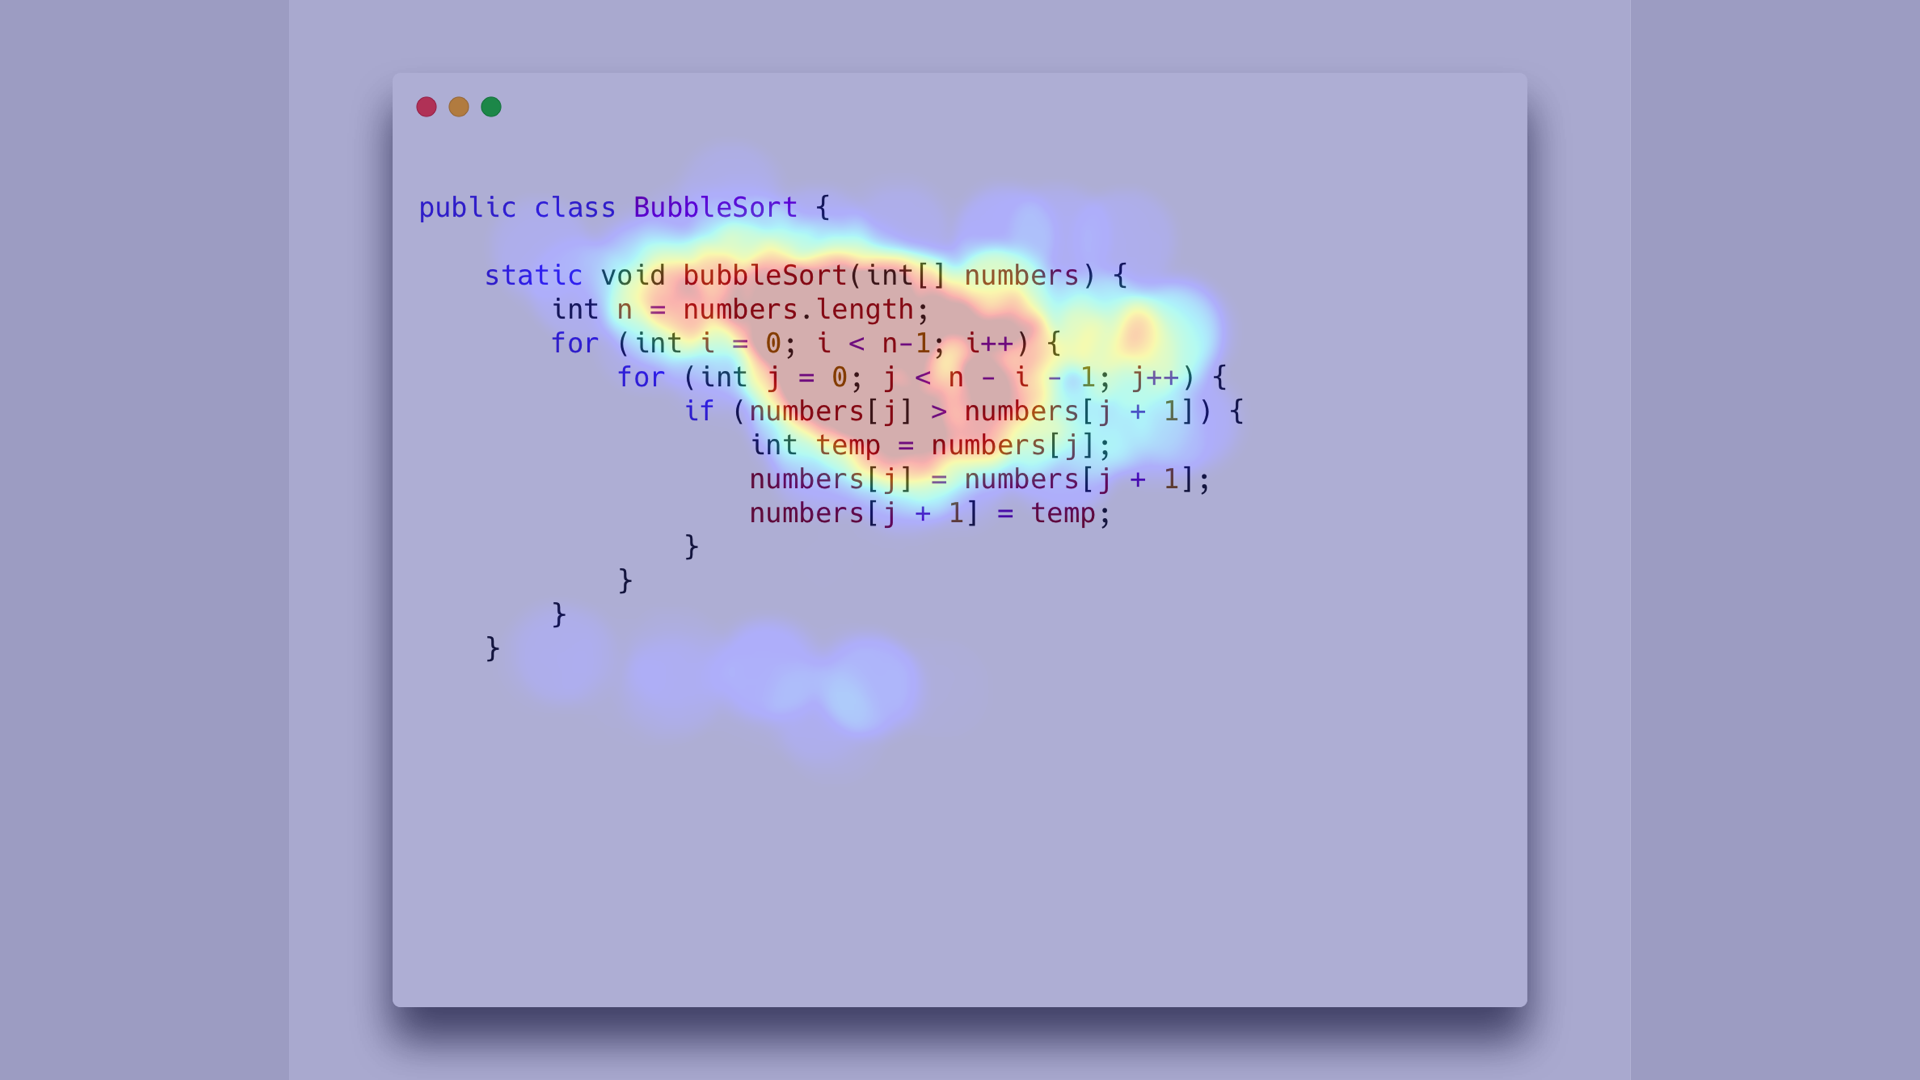 public class BubbleSort {
static void bubbleSort(int[] numbers) {
int n = numbers.length;
for (int i = 0; i < n-1; i++) {
for (int j = 0; j < n - i - 1; j++) {
if (numbers[j] > numbers[j + 1]) {
int temp = numbers[j];
numbers[j] = numbers[j + 1];
numbers[j + 1] = temp;
}
}
}
}